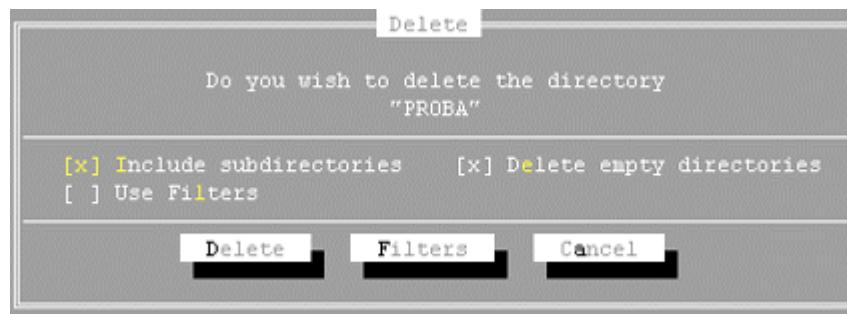 Delete
Do you wish to delete the directory
"PROBA"
[x] Include subdirectories [x] Delete empty directories
[ ] Use Filters
Delete Filters Cancel